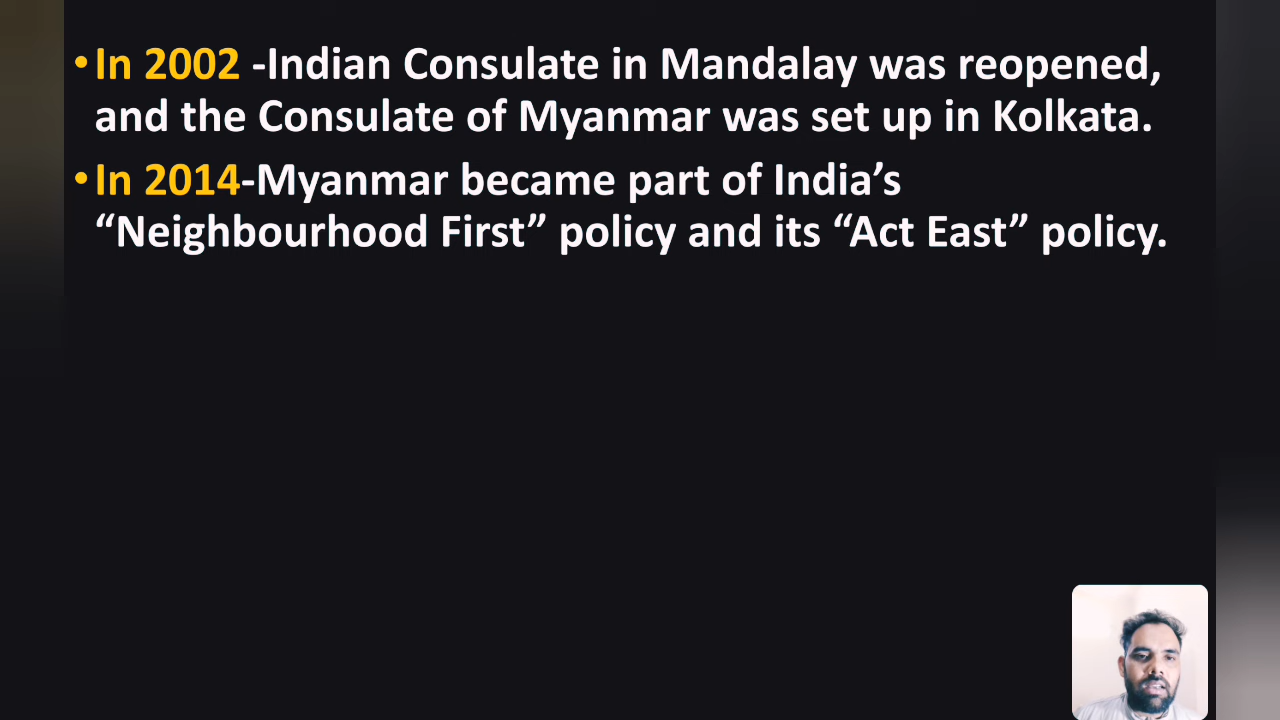 •In 2002 -Indian Consulate in Mandalay was reopened,
and the Consulate of Myanmar was set up in Kolkata.
•In 2014-Myanmar became part of India’s
“Neighbourhood First” policy and its “Act East” policy.